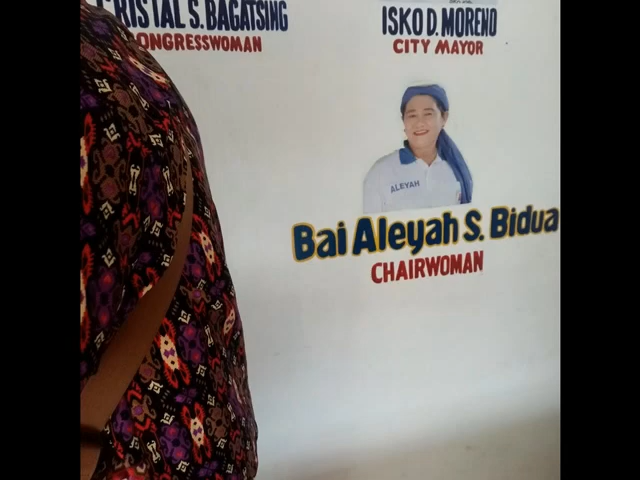 CRISTAL S. BAGATSING
CONGRESSWOMAN
ISKO D. MORENO
CITY MAYOR
ALEYAH
Bai Aleyah S. Bidua
CHAIRWOMAN